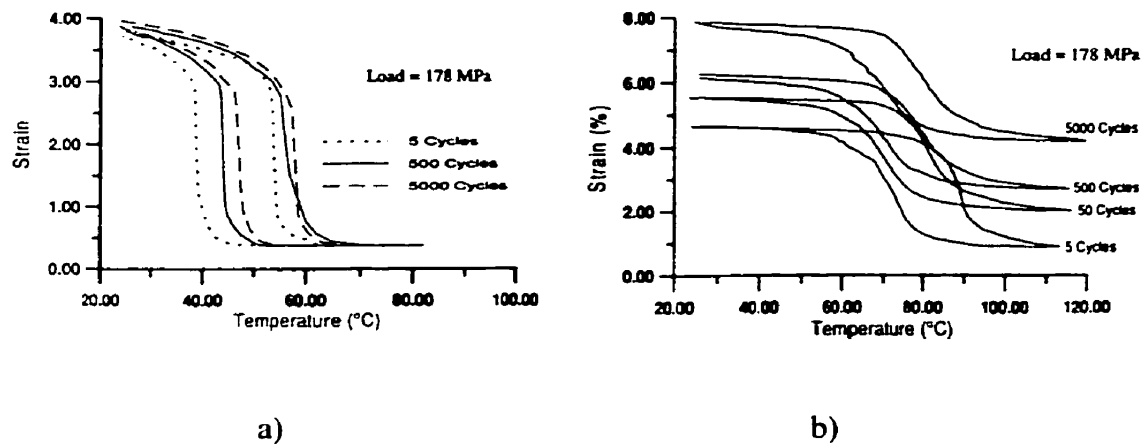 4.00
3.00
2.00
1.00
0.00
Strain
20.00 40.00 60.00 80.00 100.00
Temperature (°C)
Load = 178 MPa
5 Cycles
500 Cycles
5000 Cycles
a)
8.00
6.00
4.00
2.00
0.00
Strain (%)
20.00 40.00 60.00 80.00 100.00 120.00
Temperature (°C)
Load = 178 MPa
5000 Cycles
500 Cycles
50 Cycles
5 Cycles
b)